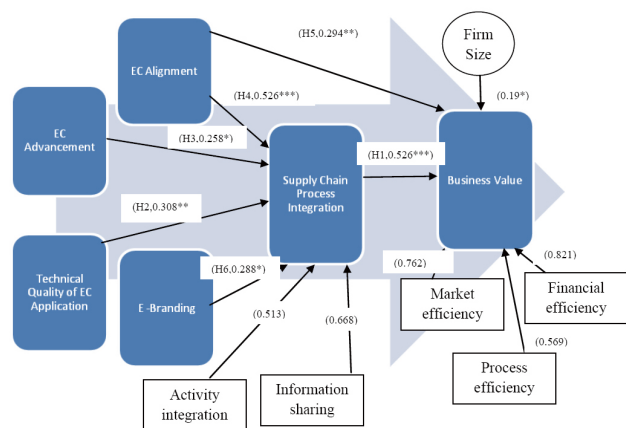 (H5,0.294**)
Firm
Size
EC Alignment
(H4,0.526***)
(0.19*)
EC
Advancement
(H3,0.258*)
(H1,0.526***)
Supply Chain
Process
Integration
Business Value
(H2,0.308**
Technical
Quality of EC
Application
E -Branding
(H6,0.288*)
(0.762)
(0.821)
Market
efficiency
Financial
efficiency
(0.513)
(0.668)
(0.569)
Activity
integration
Information
sharing
Process
efficiency